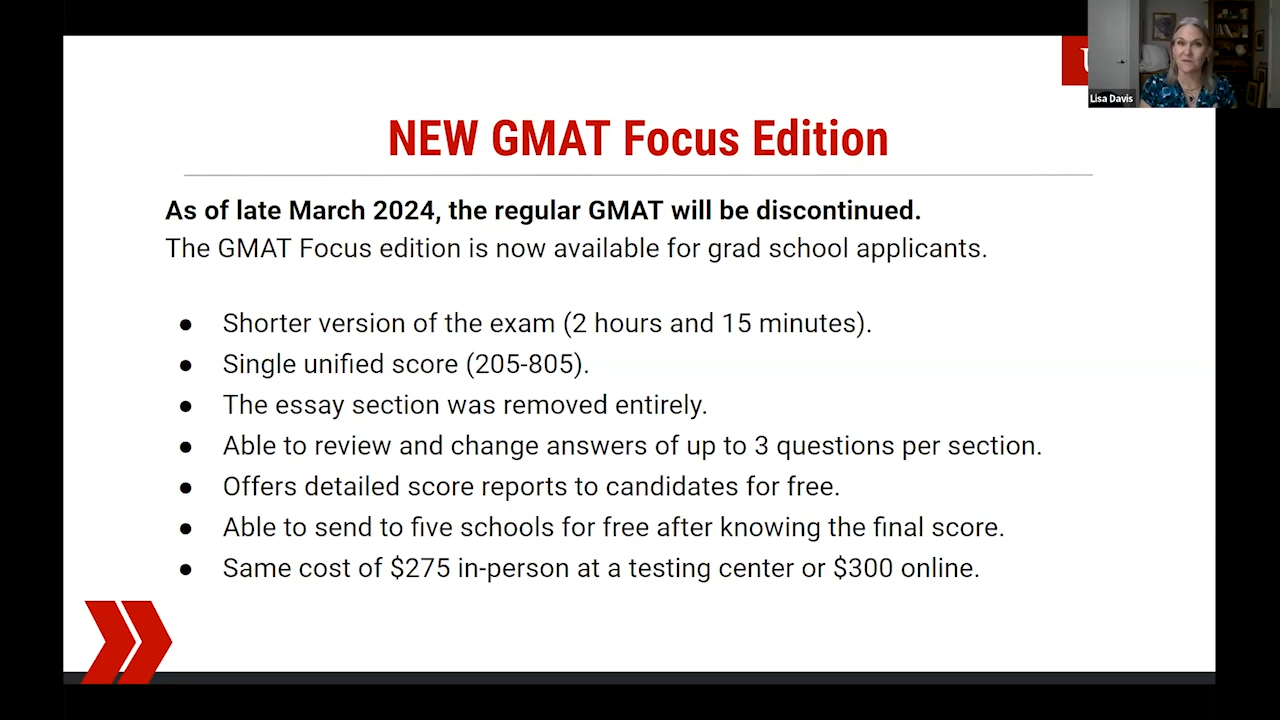 U
Lisa Davis
NEW GMAT Focus Edition
As of late March 2024, the regular GMAT will be discontinued.
The GMAT Focus edition is now available for grad school applicants.
● Shorter version of the exam (2 hours and 15 minutes).
● Single unified score (205-805).
● The essay section was removed entirely.
● Able to review and change answers of up to 3 questions per section.
● Offers detailed score reports to candidates for free.
● Able to send to five schools for free after knowing the final score.
● Same cost of $275 in-person at a testing center or $300 online.